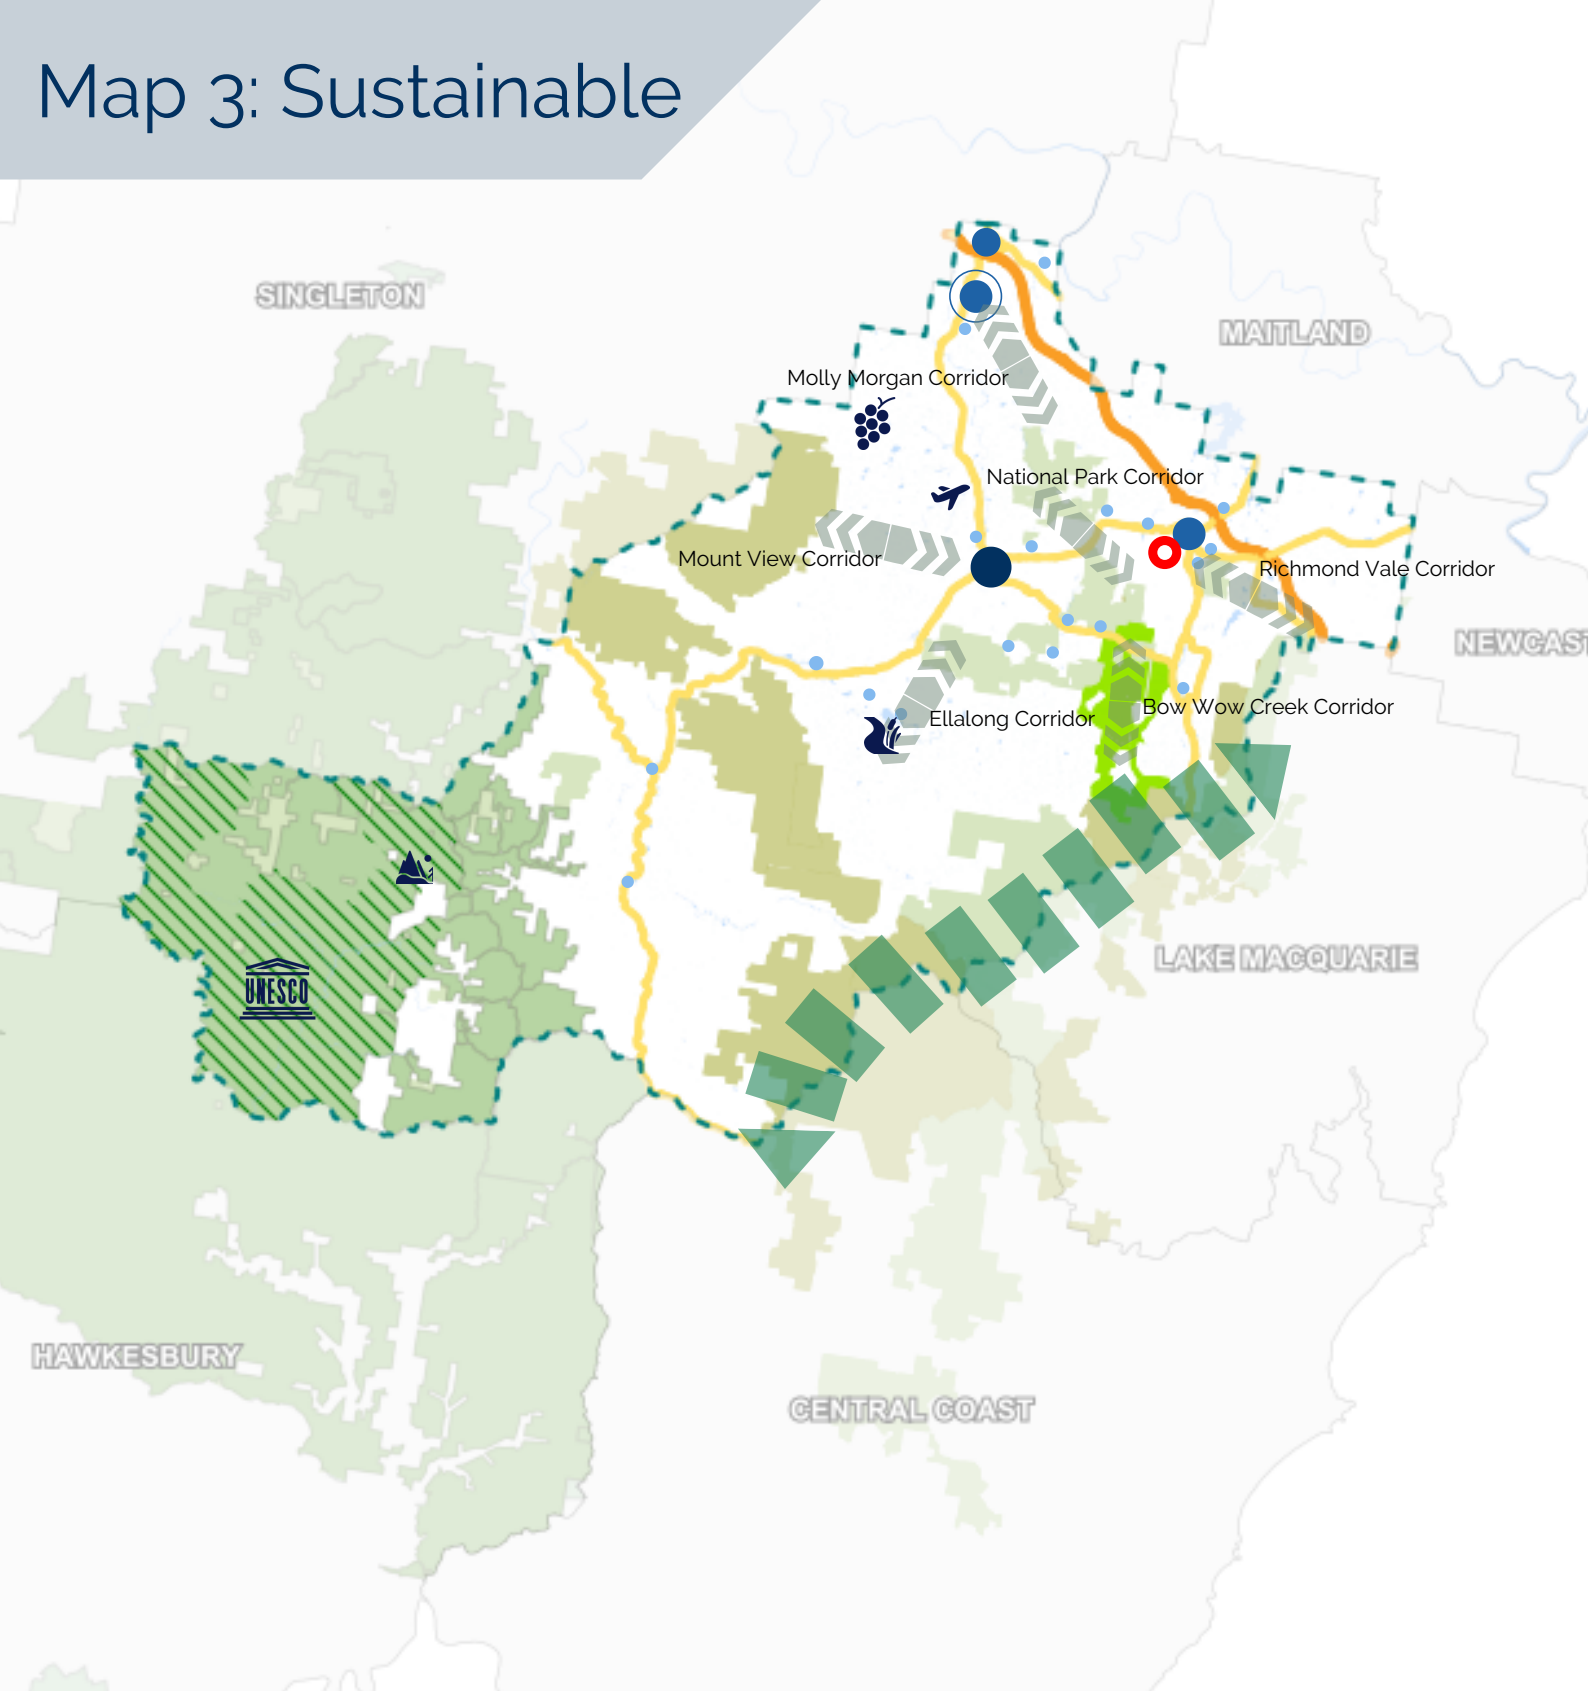 Map 3: Sustainable
SINGLETON
MAITLAND
Molly Morgan Corridor
National Park Corridor
Mount View Corridor
Richmond Vale Corridor
NEWCAST
Ellalong Corridor
Bow Wow Creek Corridor
LAKE MACQUARIE
UNESCO
HAWKESBURY
CENTRAL COAST